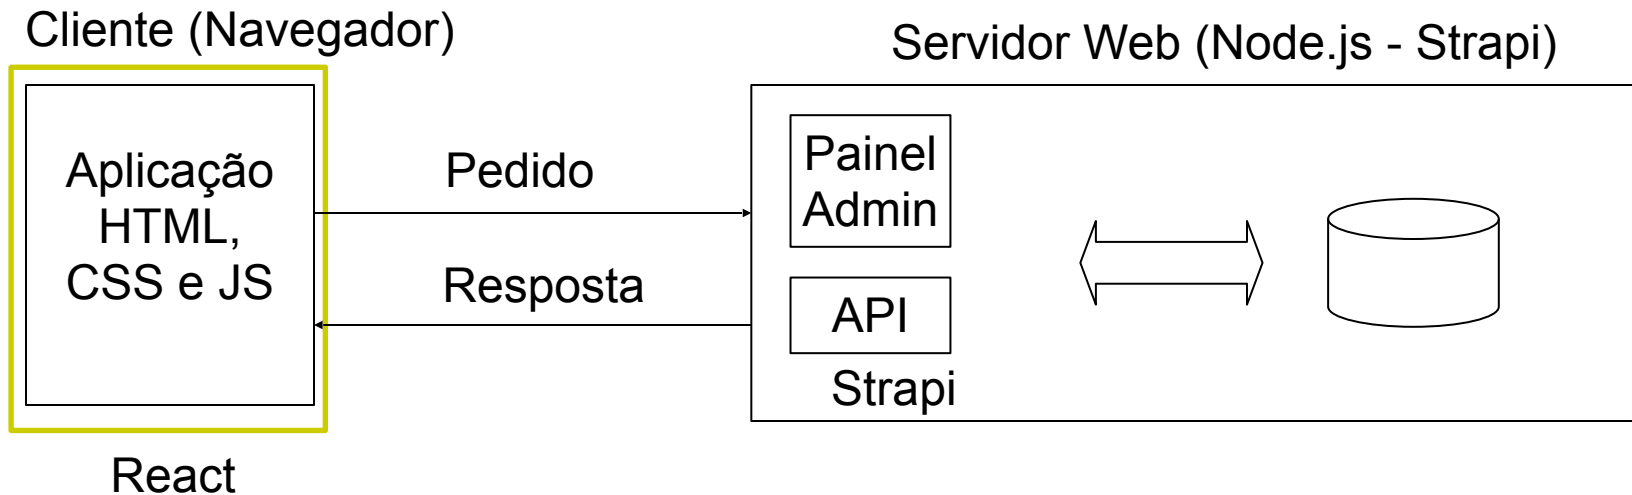 Cliente (Navegador)
Servidor Web (Node.js - Strapi)
Aplicação
HTML,
CSS e JS
Pedido
Resposta
Painel
Admin
API
Strapi
React